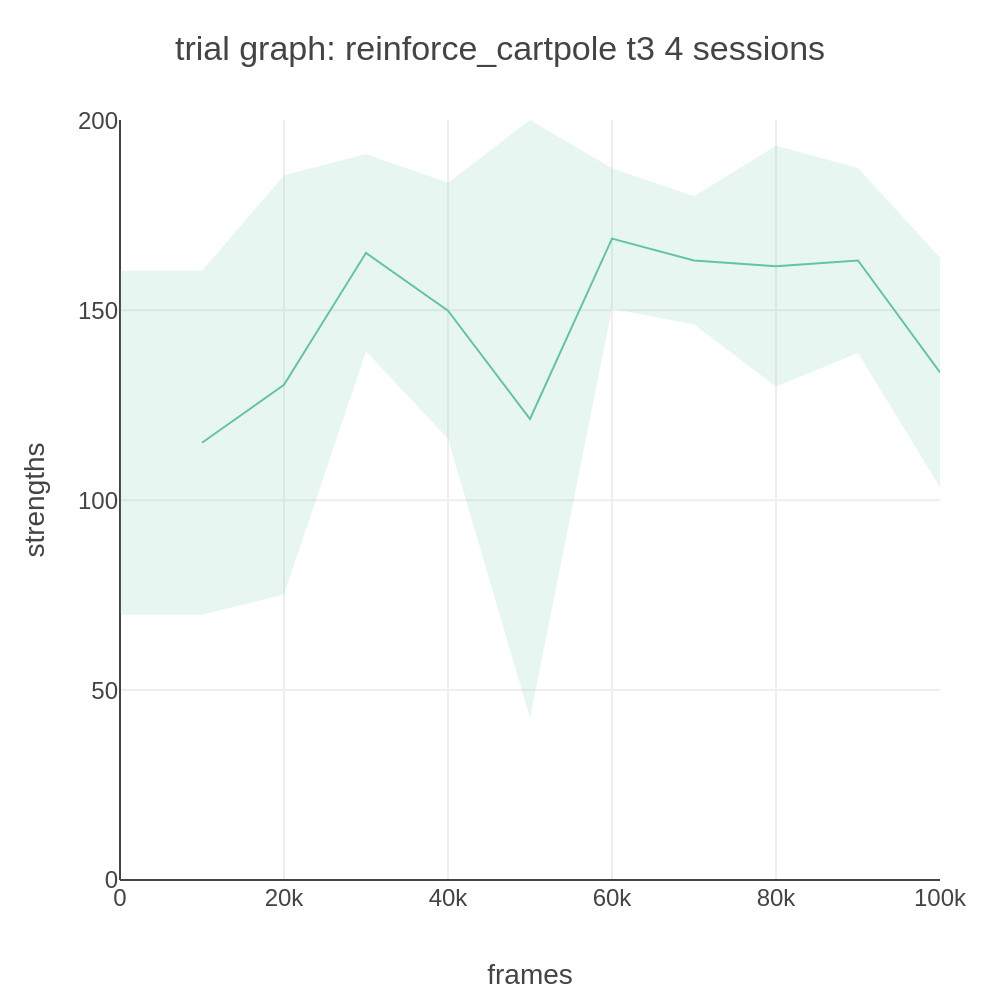 trial graph: reinforce_cartpole t3 4 sessions
200
150
100
50
0
strengths
0 20k 40k 60k 80k 100k
frames